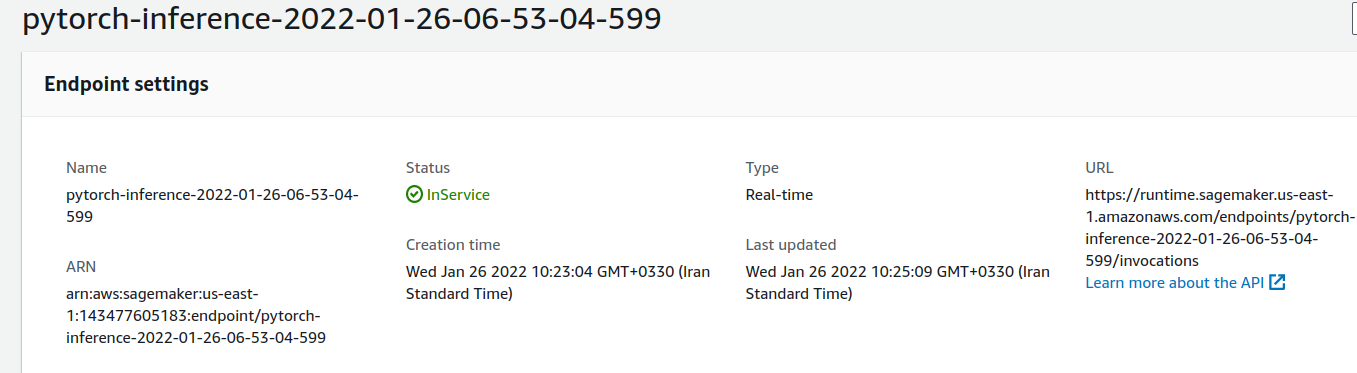 pytorch-inference-2022-01-26-06-53-04-599
Endpoint settings
Name
pytorch-inference-2022-01-26-06-53-04-
599
ARN
arn:aws:sagemaker:us-east-
1:143477605183:endpoint/pytorch-
inference-2022-01-26-06-53-04-599
Status
InService
Creation time
Wed Jan 26 2022 10:23:04 GMT+0330 (Iran
Standard Time)
Type
Real-time
Last updated
Wed Jan 26 2022 10:25:09 GMT+0330 (Iran
Standard Time)
URL
https://runtime.sagemaker.us-east-
1.amazonaws.com/endpoints/pytorch-
inference-2022-01-26-06-53-04-
599/invocations
Learn more about the API